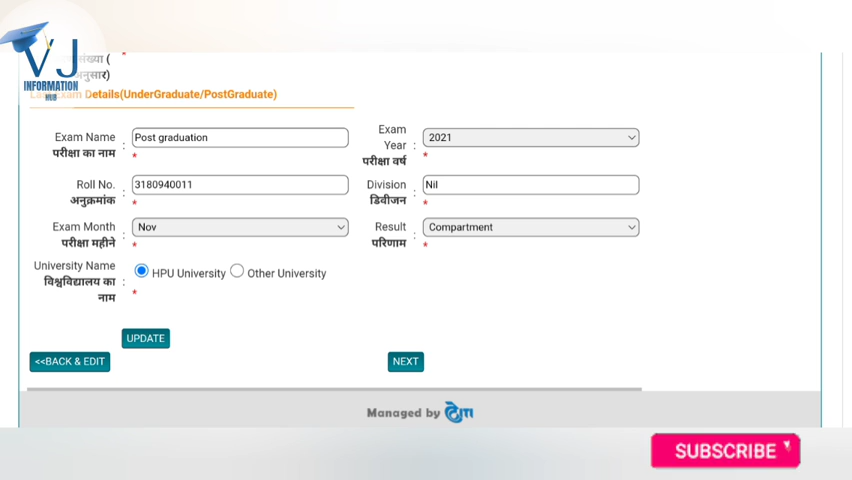 VJ
INFORMATION
HUB
संख्या ( *
अनुसार)
Exam Details(UnderGraduate/PostGraduate)
Exam Name : Post graduation
परीक्षा का नाम *
Exam Year : 2021
परीक्षा वर्ष *
Roll No. : 3180940011
अनुक्रमांक *
Division : Nil
डिवीजन *
Exam Month : Nov
परीक्षा महीने *
Result : Compartment
परिणाम *
University Name : HPU University Other University
विश्वविद्यालय का
नाम *
UPDATE
<<BACK & EDIT
NEXT
Managed by
SUBSCRIBE